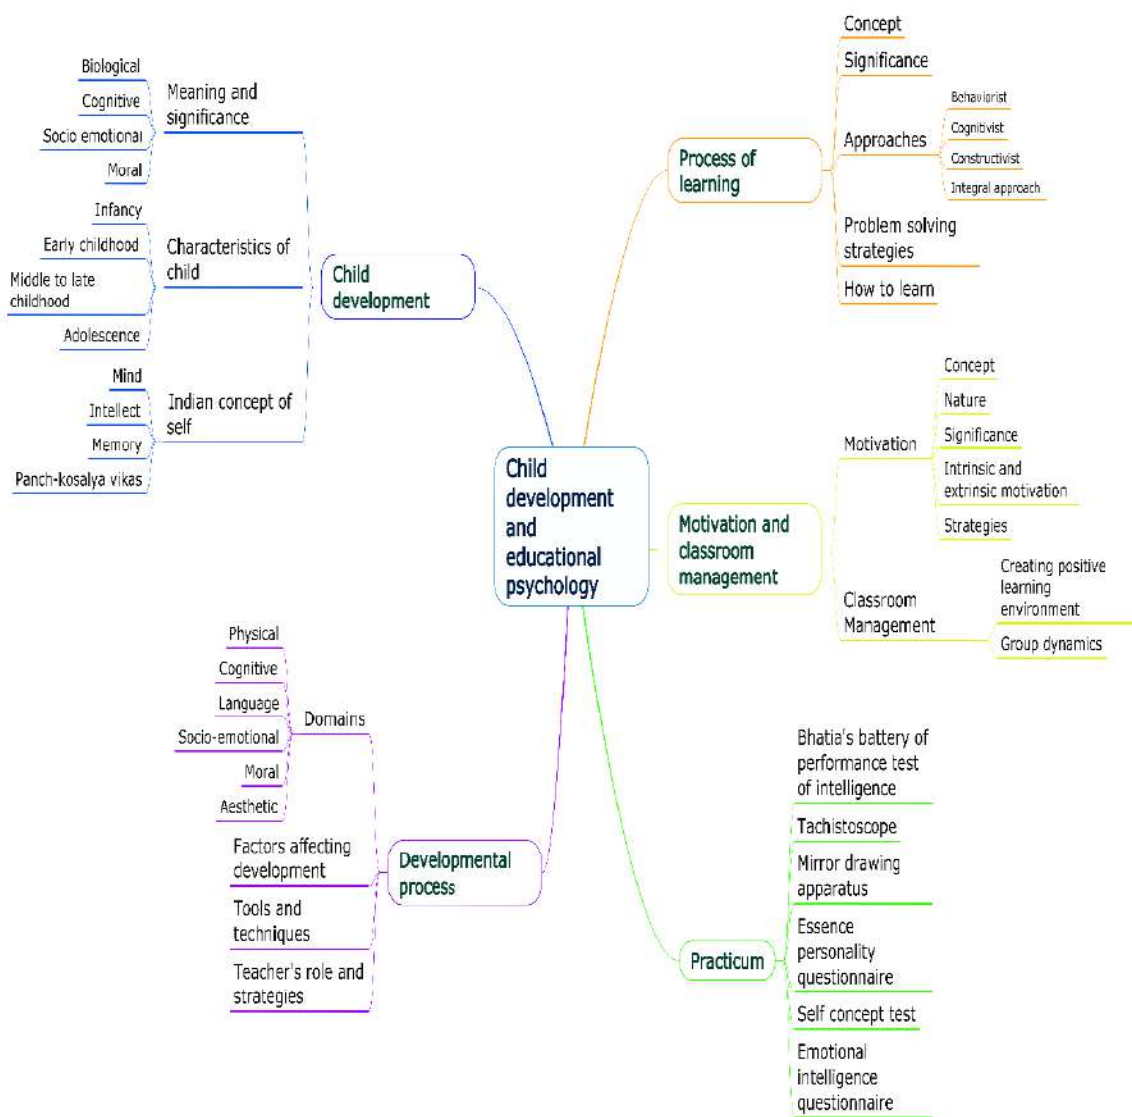 Child
development
and
educational
psychology
Child
development
Meaning and
significance
Biological
Cognitive
Socio emotional
Moral
Characteristics of
child
Infancy
Early childhood
Middle to late
childhood
Adolescence
Indian concept of
self
Mind
Intellect
Memory
Panch-kosalya vikas
Process of
learning
Concept
Significance
Approaches
Behaviorist
Cognitivist
Constructivist
Integral approach
Problem solving
strategies
How to learn
Motivation and
classroom
management
Motivation
Concept
Nature
Significance
Intrinsic and
extrinsic motivation
Strategies
Classroom
Management
Creating positive
learning
environment
Group dynamics
Developmental
process
Domains
Physical
Cognitive
Language
Socio-emotional
Moral
Aesthetic
Factors affecting
development
Tools and
techniques
Teacher's role and
strategies
Practicum
Bhatia's battery of
performance test
of intelligence
Tachistoscope
Mirror drawing
apparatus
Essence
personality
questionnaire
Self concept test
Emotional
intelligence
questionnaire